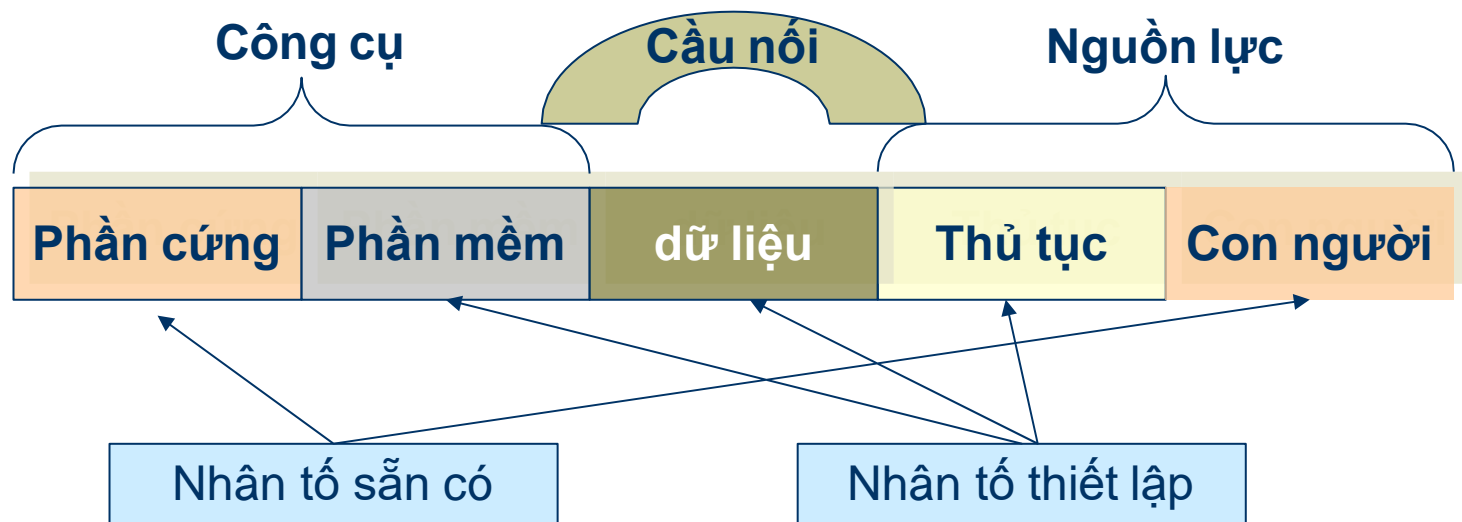 Công cụ
Cầu nối
Nguồn lực
Phần cứng
Phần mềm
dữ liệu
Thủ tục
Con người
Nhân tố sẵn có
Nhân tố thiết lập